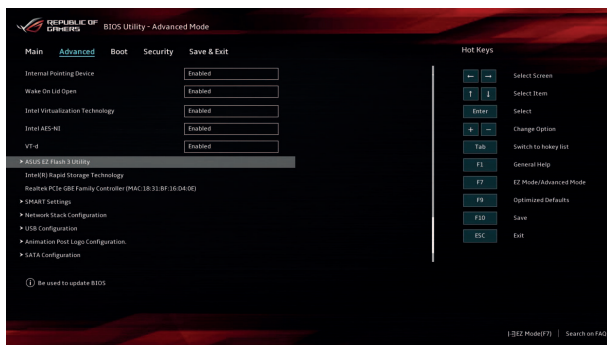 REPUBLIC OF GAMERS BIOS Utility - Advanced Mode
Main Advanced Boot Security Save & Exit Hot Keys
Internal Pointing Device Enabled
Wake On Lid Open Enabled
Intel Virtualization Technology Enabled
Intel AES-NI Enabled
VT-d Enabled
> ASUS EZ Flash 3 Utility
Intel(R) Rapid Storage Technology
Realtek PCIe GBE Family Controller (MAC:18:31:BF:16:D4:0E)
> SMART Settings
> Network Stack Configuration
> USB Configuration
> Animation Post Logo Configuration.
> SATA Configuration
← → Select Screen
↑ ↓ Select Item
Enter Select
+ − Change Option
Tab Switch to hokey list
F1 General Help
F7 EZ Mode/Advanced Mode
F9 Optimized Defaults
F10 Save
ESC Exit
i Be used to update BIOS
EZ Mode(F7) | Search on FAQ